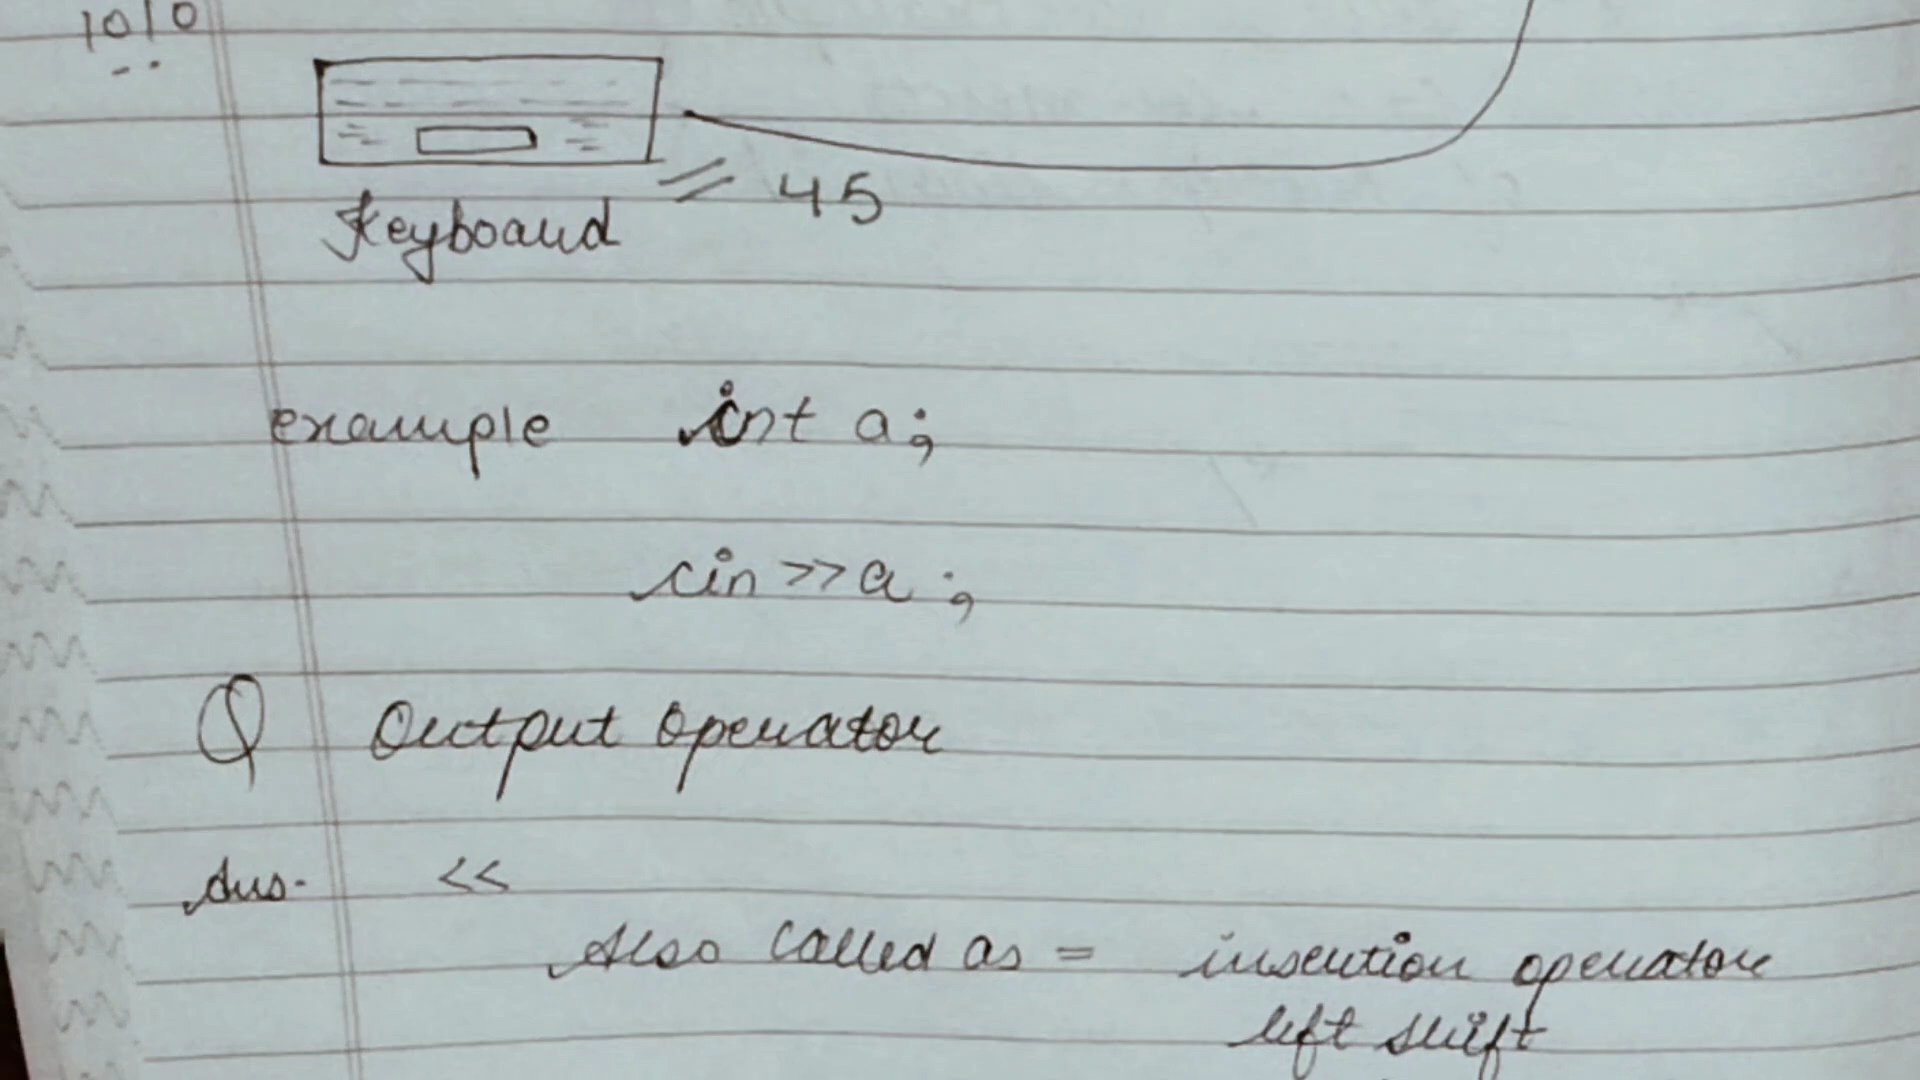 1010
45
Keyboard
example int a;
cin >> a ;
Q Output operator
Ans. <<
Also called as = insertion operator
left shift